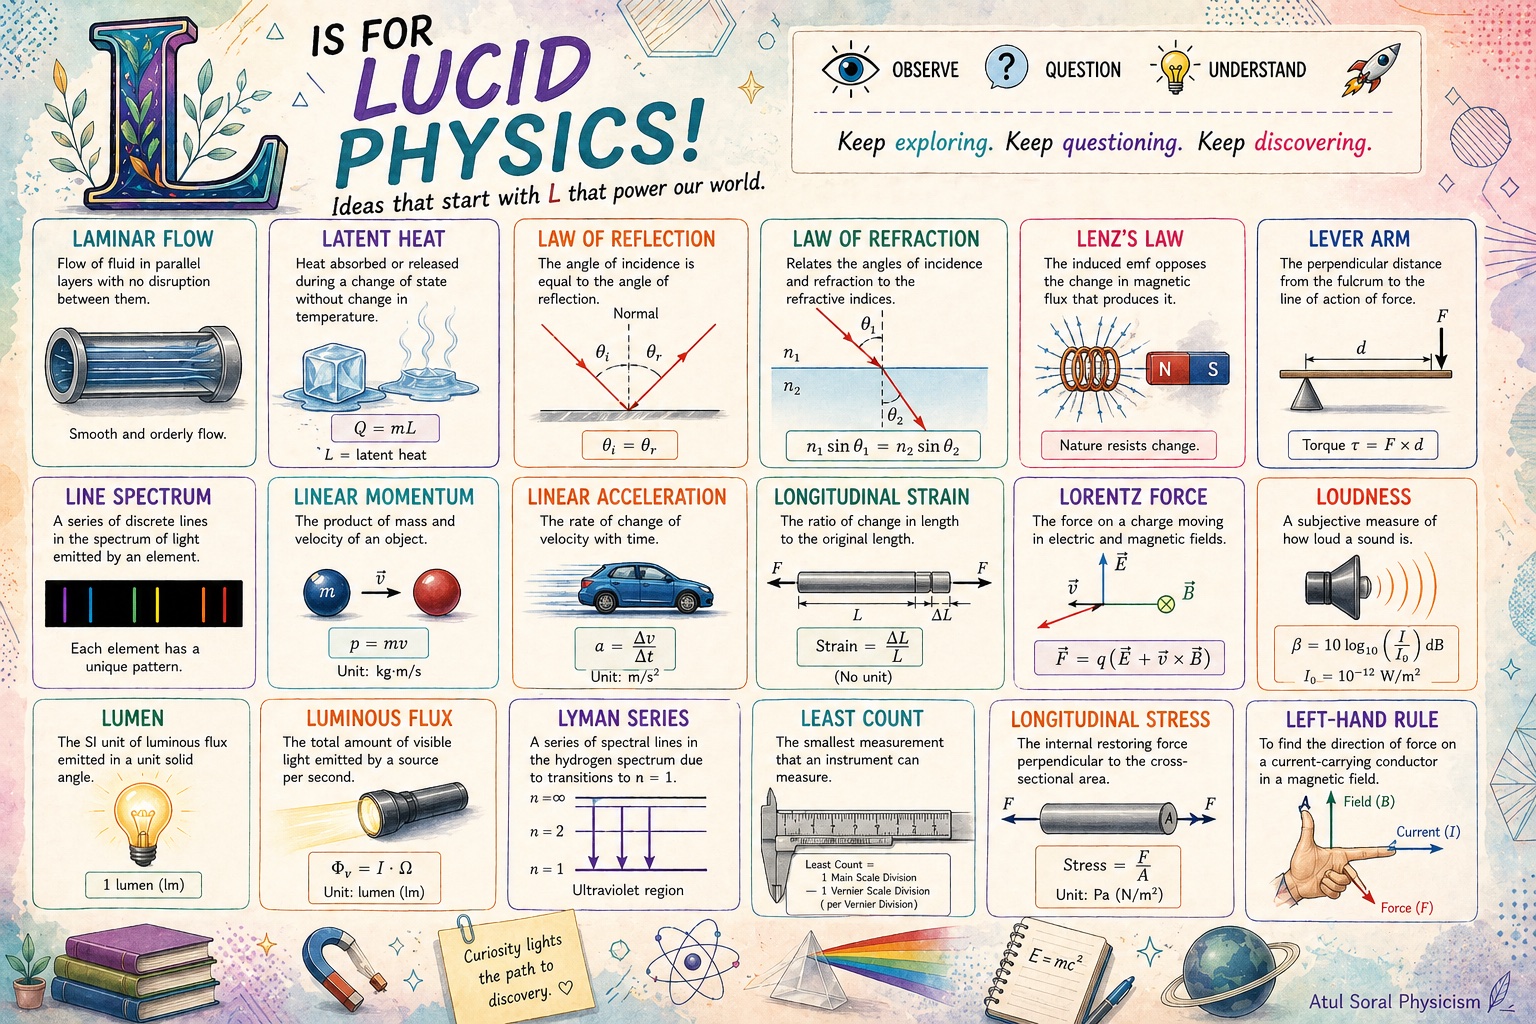 L IS FOR
LUCID
PHYSICS!
Ideas that start with L that power our world.
OBSERVE
? QUESTION
UNDERSTAND
Keep exploring. Keep questioning. Keep discovering.
LAMINAR FLOW
Flow of fluid in parallel
layers with no disruption
between them.
Smooth and orderly flow.
LATENT HEAT
Heat absorbed or released
during a change of state
without change in
temperature.
Q = mL
L = latent heat
LAW OF REFLECTION
The angle of incidence is
equal to the angle of
reflection.
Normal
θi θr
θi = θr
LAW OF REFRACTION
Relates the angles of incidence
and refraction to the
refractive indices.
θ1
n1
n2
θ2
n1 sin θ1 = n2 sin θ2
LENZ'S LAW
The induced emf opposes
the change in magnetic
flux that produces it.
N S
Nature resists change.
LEVER ARM
The perpendicular distance
from the fulcrum to the
line of action of force.
F
d
Torque τ = F × d
LINE SPECTRUM
A series of discrete lines
in the spectrum of light
emitted by an element.
Each element has a
unique pattern.
LINEAR MOMENTUM
The product of mass and
velocity of an object.
m v⃗
p = mv
Unit: kg·m/s
LINEAR ACCELERATION
The rate of change of
velocity with time.
a = Δv/Δt
Unit: m/s²
LONGITUDINAL STRAIN
The ratio of change in length
to the original length.
F F
L ΔL
Strain = ΔL/L
(No unit)
LORENTZ FORCE
The force on a charge moving
in electric and magnetic fields.
E⃗
v⃗ B⃗
F⃗ = q(E⃗ + v⃗ × B⃗)
LOUDNESS
A subjective measure of
how loud a sound is.
β = 10 log10 (I/I0) dB
I0 = 10⁻¹² W/m²
LUMEN
The SI unit of luminous flux
emitted in a unit solid
angle.
1 lumen (lm)
LUMINOUS FLUX
The total amount of visible
light emitted by a source
per second.
Φv = I · Ω
Unit: lumen (lm)
LYMAN SERIES
A series of spectral lines in
the hydrogen spectrum due
to transitions to n = 1.
n = ∞
n = 2
n = 1
Ultraviolet region
LEAST COUNT
The smallest measurement
that an instrument can
measure.
Least Count =
1 Main Scale Division
— 1 Vernier Scale Division
(per Vernier Division)
LONGITUDINAL STRESS
The internal restoring force
perpendicular to the cross-
sectional area.
F A F
Stress = F/A
Unit: Pa (N/m²)
LEFT-HAND RULE
To find the direction of force on
a current-carrying conductor
in a magnetic field.
Field (B)
Current (I)
Force (F)
Curiosity lights
the path to
discovery. ♡
E = mc²
Atul Soral Physicism